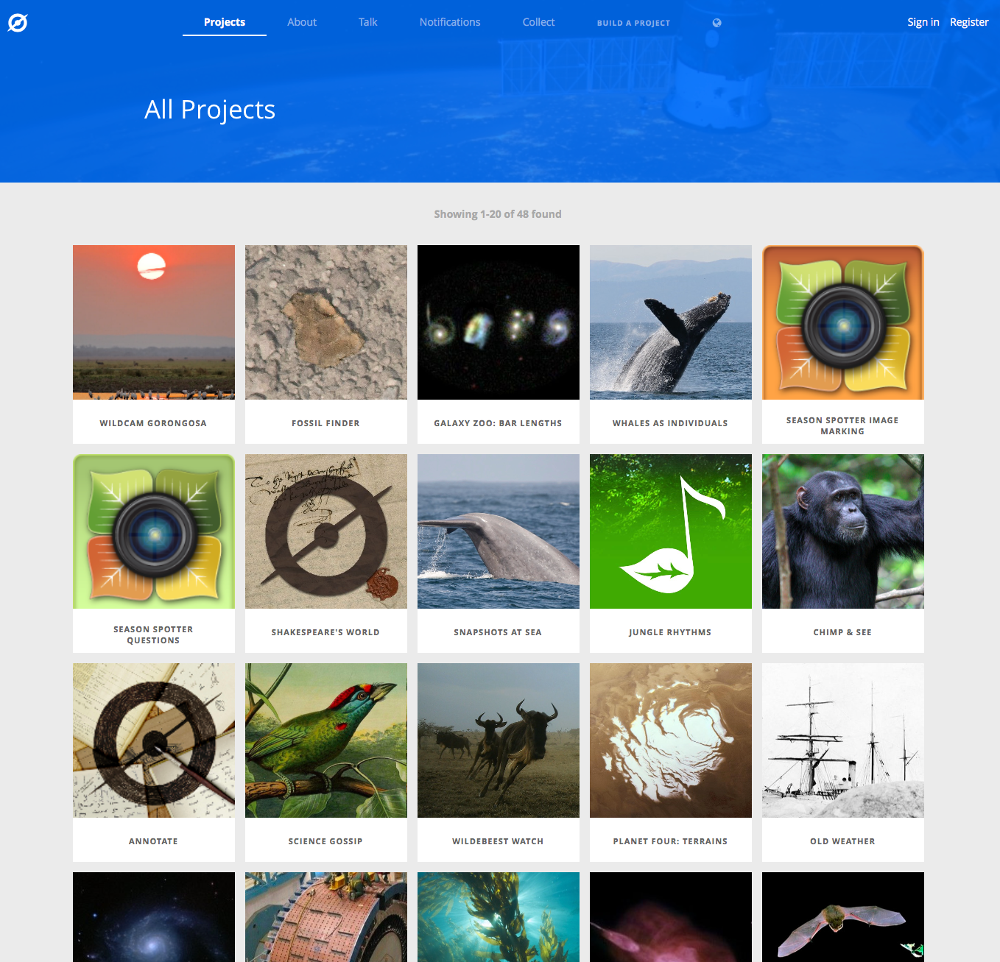 Projects
About
Talk
Notifications
Collect
BUILD A PROJECT
Sign in
Register
All Projects
Showing 1-20 of 48 found
WILDCAM GORONGOSA
FOSSIL FINDER
GALAXY ZOO: BAR LENGTHS
WHALES AS INDIVIDUALS
SEASON SPOTTER IMAGE
MARKING
SEASON SPOTTER
QUESTIONS
SHAKESPEARE'S WORLD
SNAPSHOTS AT SEA
JUNGLE RHYTHMS
CHIMP & SEE
ANNOTATE
SCIENCE GOSSIP
WILDEBEEST WATCH
PLANET FOUR: TERRAINS
OLD WEATHER